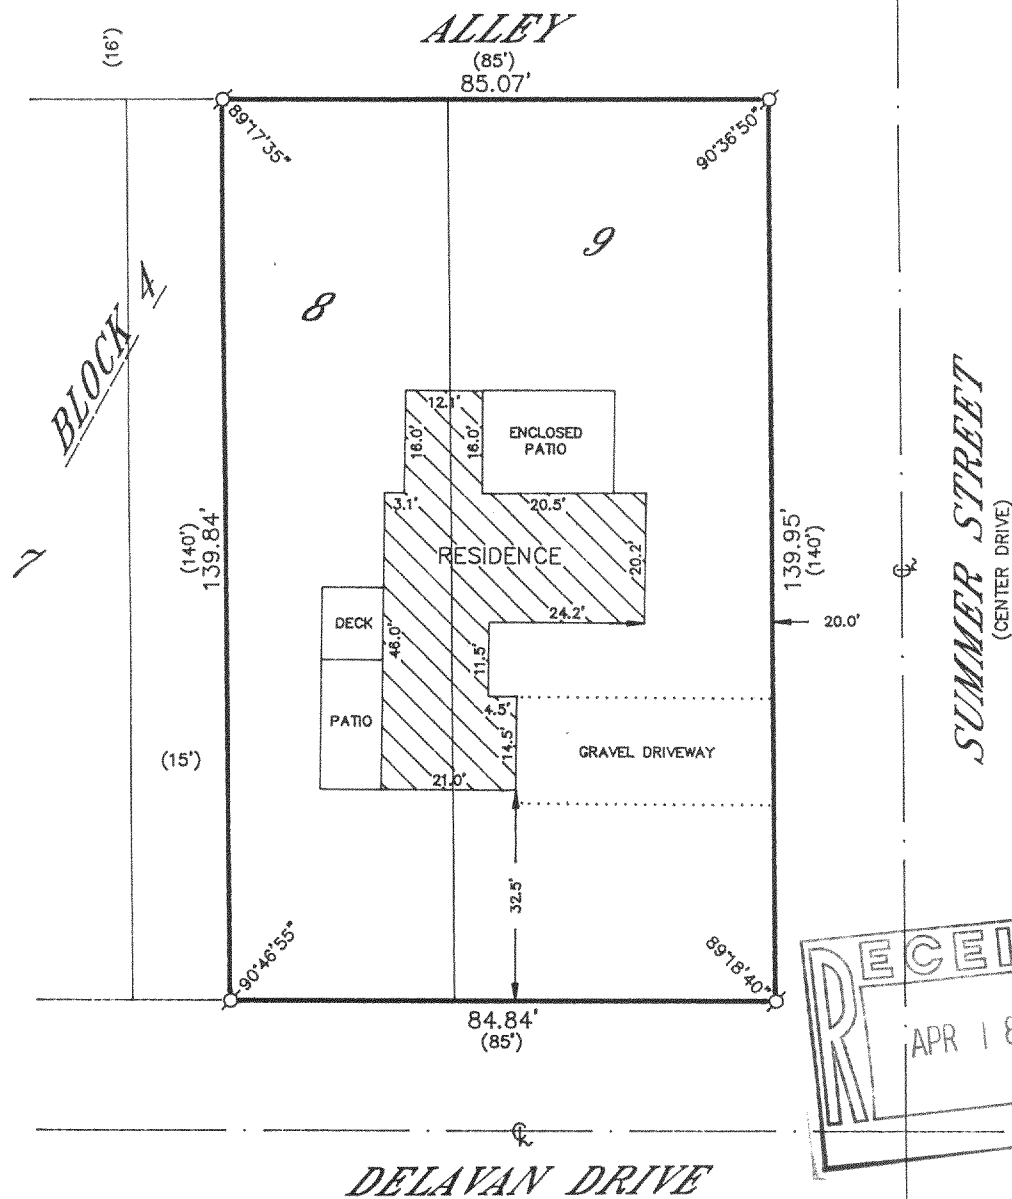 ALLEY
(16')
(85')
85.07'
89°17'35"
90°36'50"
9
8
BLOCK 4
7
12.1'
16.0'
16.0'
ENCLOSED
PATIO
3.1'
20.5'
RESIDENCE
20.2'
(140')
139.84'
139.95'
(140')
SUMMER STREET
(CENTER DRIVE)
24.2'
20.0'
DECK
46.0'
11.5'
PATIO
4.5'
14.5'
GRAVEL DRIVEWAY
(15')
21.0'
32.5'
90°46'55"
89°18'40"
84.84'
(85')
RECEI
APR 18
DELAVAN DRIVE